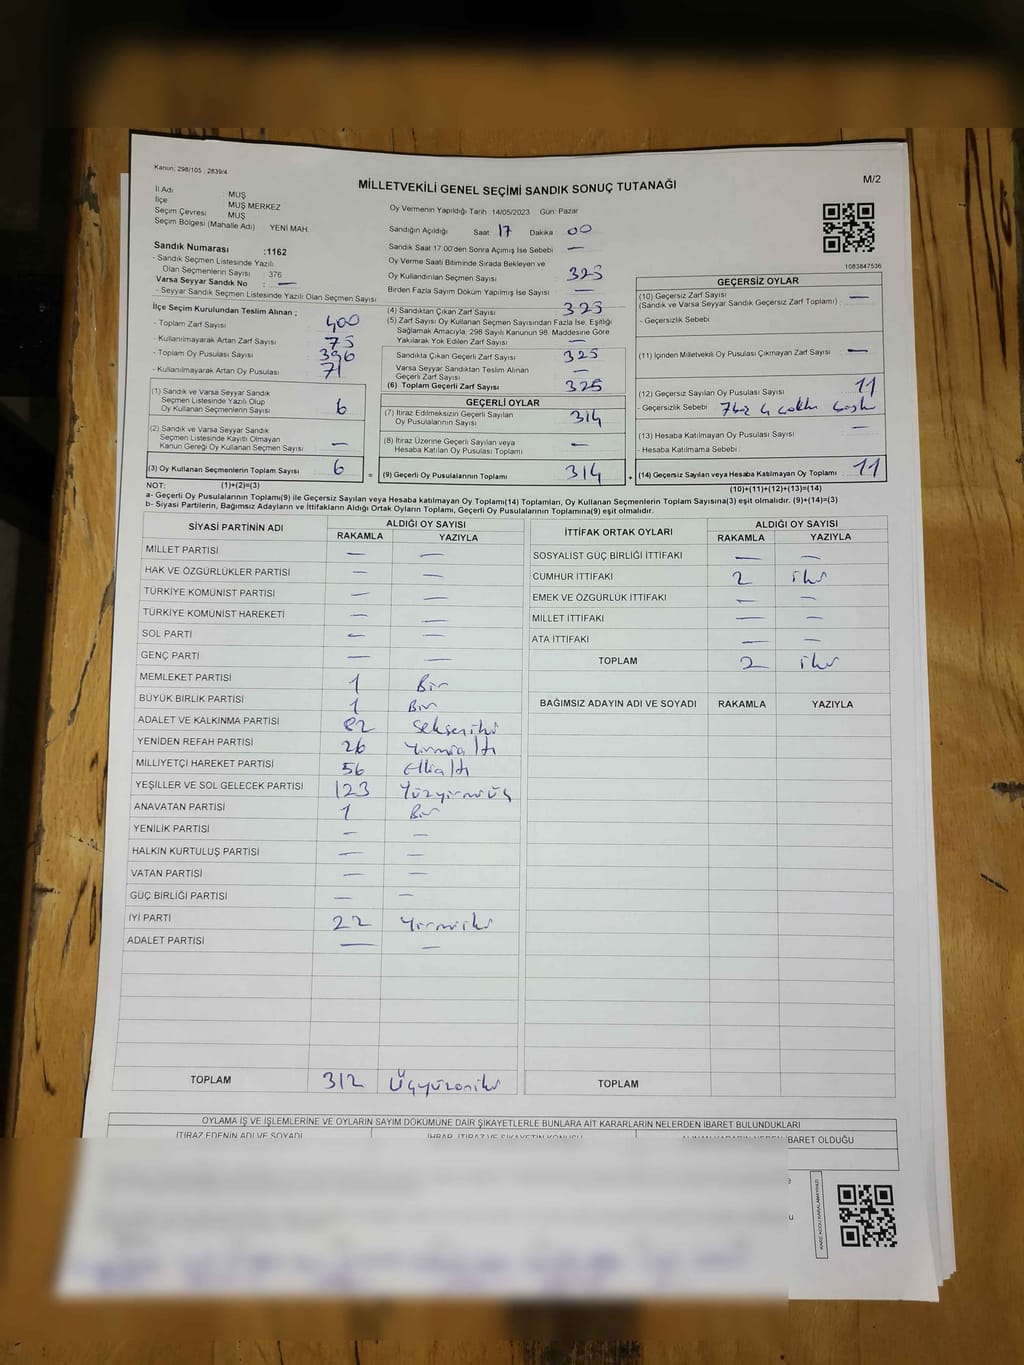 Kanun: 298/105 , 2839/4
MİLLETVEKİLİ GENEL SEÇİMİ SANDIK SONUÇ TUTANAĞI
M/2
İl Adı MUŞ
İlçe MUŞ MERKEZ
Seçim Çevresi MUŞ
Seçim Bölgesi (Mahalle Adı) YENİ MAH.
Sandık Numarası :1162
- Sandık Seçmen Listesinde Yazılı
Olan Seçmenlerin Sayısı : 376
Varsa Seyyar Sandık No : —
- Seyyar Sandık Seçmen Listesinde Yazılı Olan Seçmen Sayısı
İlçe Seçim Kurulundan Teslim Alınan ;
- Toplam Zarf Sayısı 400
- Kullanılmayarak Artan Zarf Sayısı 75
- Toplam Oy Pusulası Sayısı 396
- Kullanılmayarak Artan Oy Pusulası 71
(1) Sandık ve Varsa Seyyar Sandık
Seçmen Listesinde Yazılı Olup
Oy Kullanan Seçmenlerin Sayısı 6
(2) Sandık ve Varsa Seyyar Sandık
Seçmen Listesinde Kayıtlı Olmayan
Kanun Gereği Oy Kullanan Seçmen Sayısı —
(3) Oy Kullanan Seçmenlerin Toplam Sayısı 6
Oy Vermenin Yapıldığı Tarih :14/05/2023 Gün: Pazar
Sandığın Açıldığı Saat 17 Dakika 00
Sandık Saat 17:00'den Sonra Açımış İse Sebebi —
Oy Verme Saati Bitiminde Sırada Bekleyen ve
Oy Kullandırılan Seçmen Sayısı 325
Birden Fazla Sayım Döküm Yapılmış İse Sayısı —
(4) Sandıktan Çıkan Zarf Sayısı 325
(5) Zarf Sayısı Oy Kullanan Seçmen Sayısından Fazla İse, Eşitliği
Sağlamak Amacıyla; 298 Sayılı Kanunun 98. Maddesine Göre
Yakılarak Yok Edilen Zarf Sayısı —
Sandıkta Çıkan Geçerli Zarf Sayısı 325
Varsa Seyyar Sandıktan Teslim Alınan
Geçerli Zarf Sayısı —
(6) Toplam Geçerli Zarf Sayısı 325
GEÇERLİ OYLAR
(7) İtiraz Edilmeksizin Geçerli Sayılan
Oy Pusulalarının Sayısı 314
(8) İtiraz Üzerine Geçerli Sayılan veya
Hesaba Katılan Oy Pusulaları Toplamı —
= (9) Geçerli Oy Pusulalarının Toplamı 314
1083847536
GEÇERSİZ OYLAR
(10) Geçersiz Zarf Sayısı —
(Sandık ve Varsa Seyyar Sandık Geçersiz Zarf Toplamı)
- Geçersizlik Sebebi
(11) İçinden Milletvekili Oy Pusulası Çıkmayan Zarf Sayısı —
(12) Geçersiz Sayılan Oy Pusulası Sayısı 11
- Geçersizlik Sebebi
(13) Hesaba Katılmayan Oy Pusulası Sayısı —
- Hesaba Katılmama Sebebi
+ (14) Geçersiz Sayılan veya Hesaba Katılmayan Oy Toplamı 11
NOT: (1)+(2)=(3) (10)+(11)+(12)+(13)=(14)
a- Geçerli Oy Pusulalarının Toplamı(9) ile Geçersiz Sayılan veya Hesaba katılmayan Oy Toplamı(14) Toplamları, Oy Kullanan Seçmenlerin Toplam Sayısına(3) eşit olmalıdır. (9)+(14)=(3)
b- Siyasi Partilerin, Bağımsız Adayların ve İttifakların Aldığı Ortak Oyların Toplamı, Geçerli Oy Pusulalarının Toplamına(9) eşit olmalıdır.
SİYASİ PARTİNİN ADI ALDIĞI OY SAYISI
RAKAMLA YAZIYLA
MİLLET PARTİSİ — —
HAK VE ÖZGÜRLÜKLER PARTİSİ — —
TÜRKİYE KOMÜNİST PARTİSİ — —
TÜRKİYE KOMÜNİST HAREKETİ — —
SOL PARTİ — —
GENÇ PARTİ — —
MEMLEKET PARTİSİ 1 Bir
BÜYÜK BİRLİK PARTİSİ 1 Bir
ADALET VE KALKINMA PARTİSİ 82 Sekseniki
YENİDEN REFAH PARTİSİ 26 Yirmialtı
MİLLİYETÇİ HAREKET PARTİSİ 56 Ellialtı
YEŞİLLER VE SOL GELECEK PARTİSİ 123 Yüzyirmiüç
ANAVATAN PARTİSİ 1 Bir
YENİLİK PARTİSİ — —
HALKIN KURTULUŞ PARTİSİ — —
VATAN PARTİSİ — —
GÜÇ BİRLİĞİ PARTİSİ — —
İYİ PARTİ 22 Yirmiiki
ADALET PARTİSİ — —
TOPLAM 312 Üçyüzoniki
İTTİFAK ORTAK OYLARI ALDIĞI OY SAYISI
RAKAMLA YAZIYLA
SOSYALİST GÜÇ BİRLİĞİ İTTİFAKI — —
CUMHUR İTTİFAKI 2 iki
EMEK VE ÖZGÜRLÜK İTTİFAKI — —
MİLLET İTTİFAKI — —
ATA İTTİFAKI — —
TOPLAM 2 iki
BAĞIMSIZ ADAYIN ADI VE SOYADI RAKAMLA YAZIYLA
TOPLAM
OYLAMA İŞ VE İŞLEMLERİNE VE OYLARIN SAYIM DÖKÜMÜNE DAİR ŞİKAYETLERLE BUNLARA AİT KARARLARIN NELERDEN İBARET BULUNDUKLARI
İTİRAZ EDENİN ADI VE SOYADI İHBAR, İTİRAZ VE ŞİKAYETİN KONUSU ALINAN KARARIN NEDEN İBARET OLDUĞU
KARE KODU KARALAMAYINIZ!